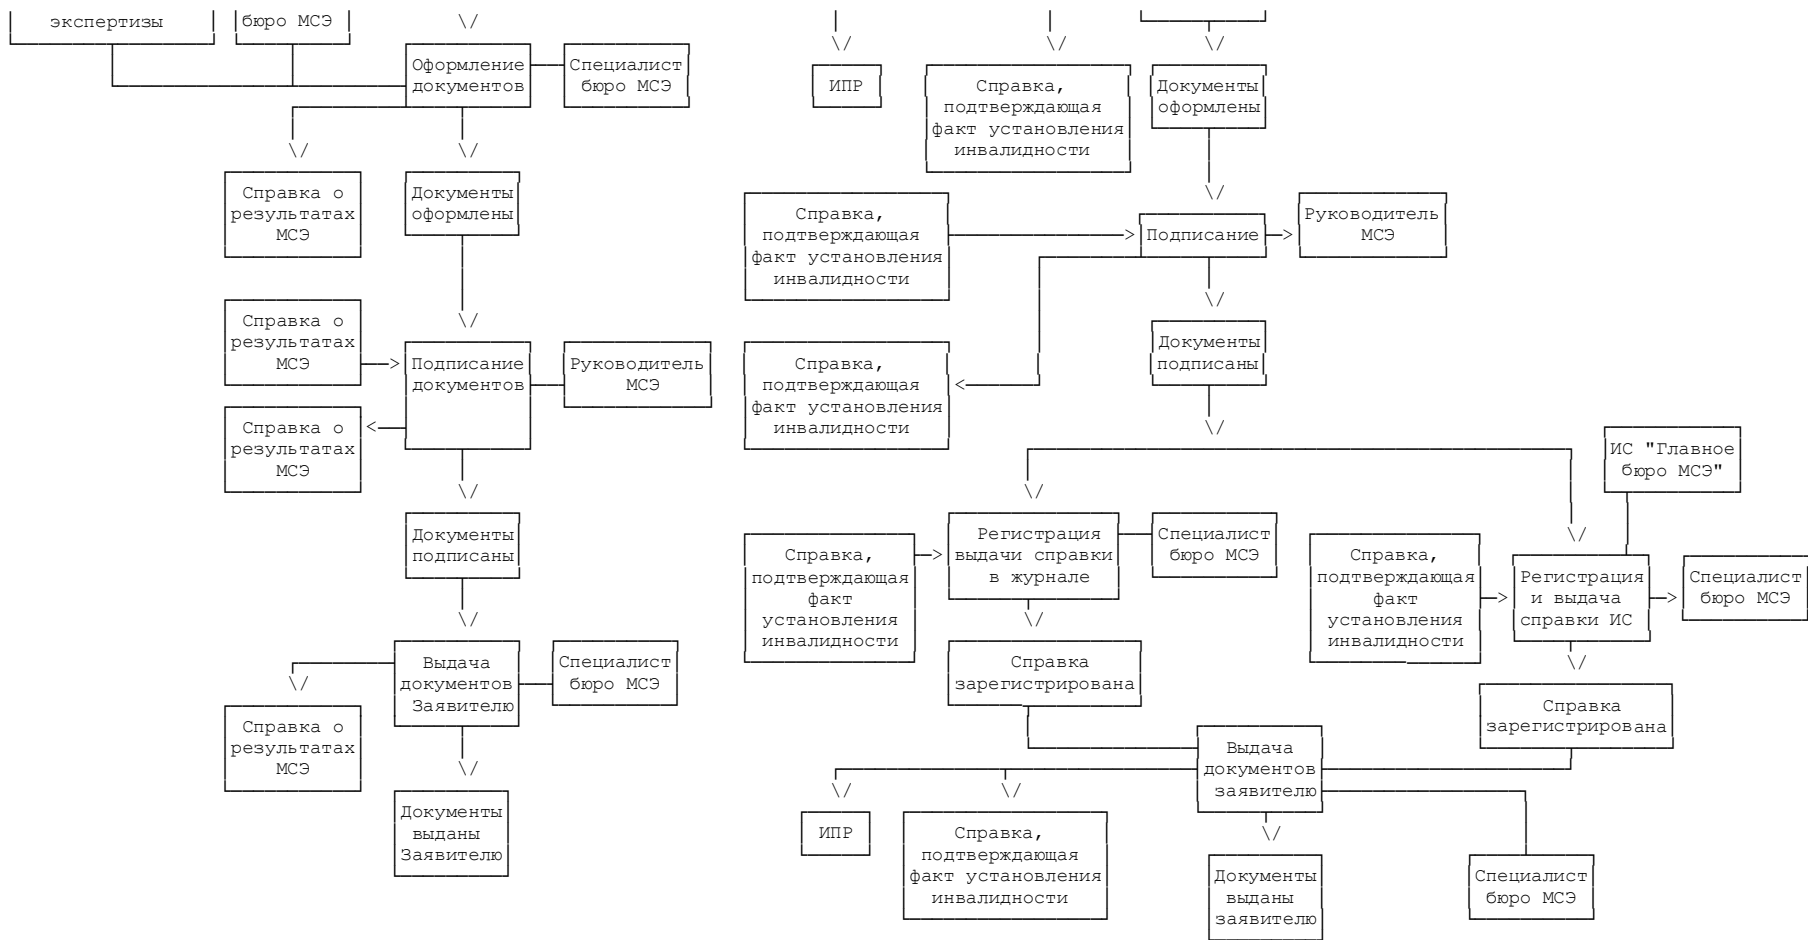 экспертизы
бюро МСЭ
Оформление
документов
Специалист
бюро МСЭ
Справка о
результатах
МСЭ
Документы
оформлены
Справка о
результатах
МСЭ
Подписание
документов
Руководитель
МСЭ
Справка о
результатах
МСЭ
Документы
подписаны
Выдача
документов
Заявителю
Специалист
бюро МСЭ
Справка о
результатах
МСЭ
Документы
выданы
Заявителю
ИПР
Справка,
подтверждающая
факт установления
инвалидности
Документы
оформлены
Справка,
подтверждающая
факт установления
инвалидности
Подписание
Руководитель
МСЭ
Справка,
подтверждающая
факт установления
инвалидности
Документы
подписаны
ИС "Главное
бюро МСЭ"
Справка,
подтверждающая
факт
установления
инвалидности
Регистрация
выдачи справки
в журнале
Специалист
бюро МСЭ
Справка,
подтверждающая
факт
установления
инвалидности
Регистрация
и выдача
справки ИС
Специалист
бюро МСЭ
Справка
зарегистрирована
Справка
зарегистрирована
Выдача
документов
заявителю
ИПР
Справка,
подтверждающая
факт установления
инвалидности
Документы
выданы
заявителю
Специалист
бюро МСЭ